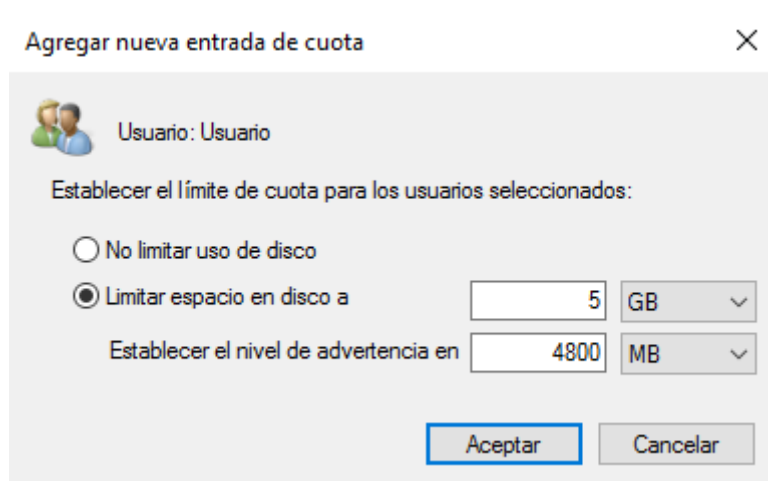 Agregar nueva entrada de cuota
Usuario: Usuario
Establecer el límite de cuota para los usuarios seleccionados:
No limitar uso de disco
Limitar espacio en disco a 5 GB
Establecer el nivel de advertencia en 4800 MB
Aceptar Cancelar